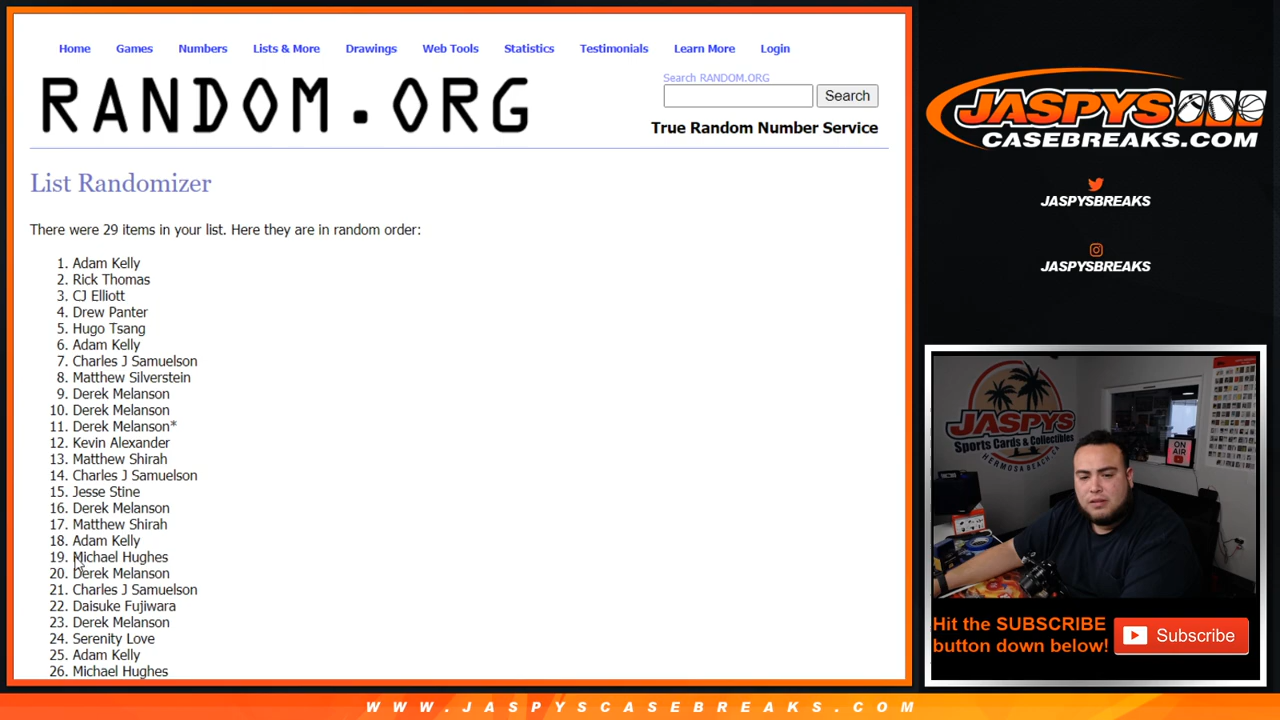 Home Games Numbers Lists & More Drawings Web Tools Statistics Testimonials Learn More Login
RANDOM.ORG
Search RANDOM.ORG
Search
True Random Number Service
List Randomizer
There were 29 items in your list. Here they are in random order:
1. Adam Kelly
2. Rick Thomas
3. CJ Elliott
4. Drew Panter
5. Hugo Tsang
6. Adam Kelly
7. Charles J Samuelson
8. Matthew Silverstein
9. Derek Melanson
10. Derek Melanson
11. Derek Melanson*
12. Kevin Alexander
13. Matthew Shirah
14. Charles J Samuelson
15. Jesse Stine
16. Derek Melanson
17. Matthew Shirah
18. Adam Kelly
19. Michael Hughes
20. Derek Melanson
21. Charles J Samuelson
22. Daisuke Fujiwara
23. Derek Melanson
24. Serenity Love
25. Adam Kelly
26. Michael Hughes
JASPYS
CASEBREAKS.COM
JASPYSBREAKS
JASPYSBREAKS
JASPYS
Sports Cards & Collectibles
HERMOSA BEACH, CA
ON AIR
Hit the SUBSCRIBE
button down below!
Subscribe
WWW.JASPYSCASEBREAKS.COM